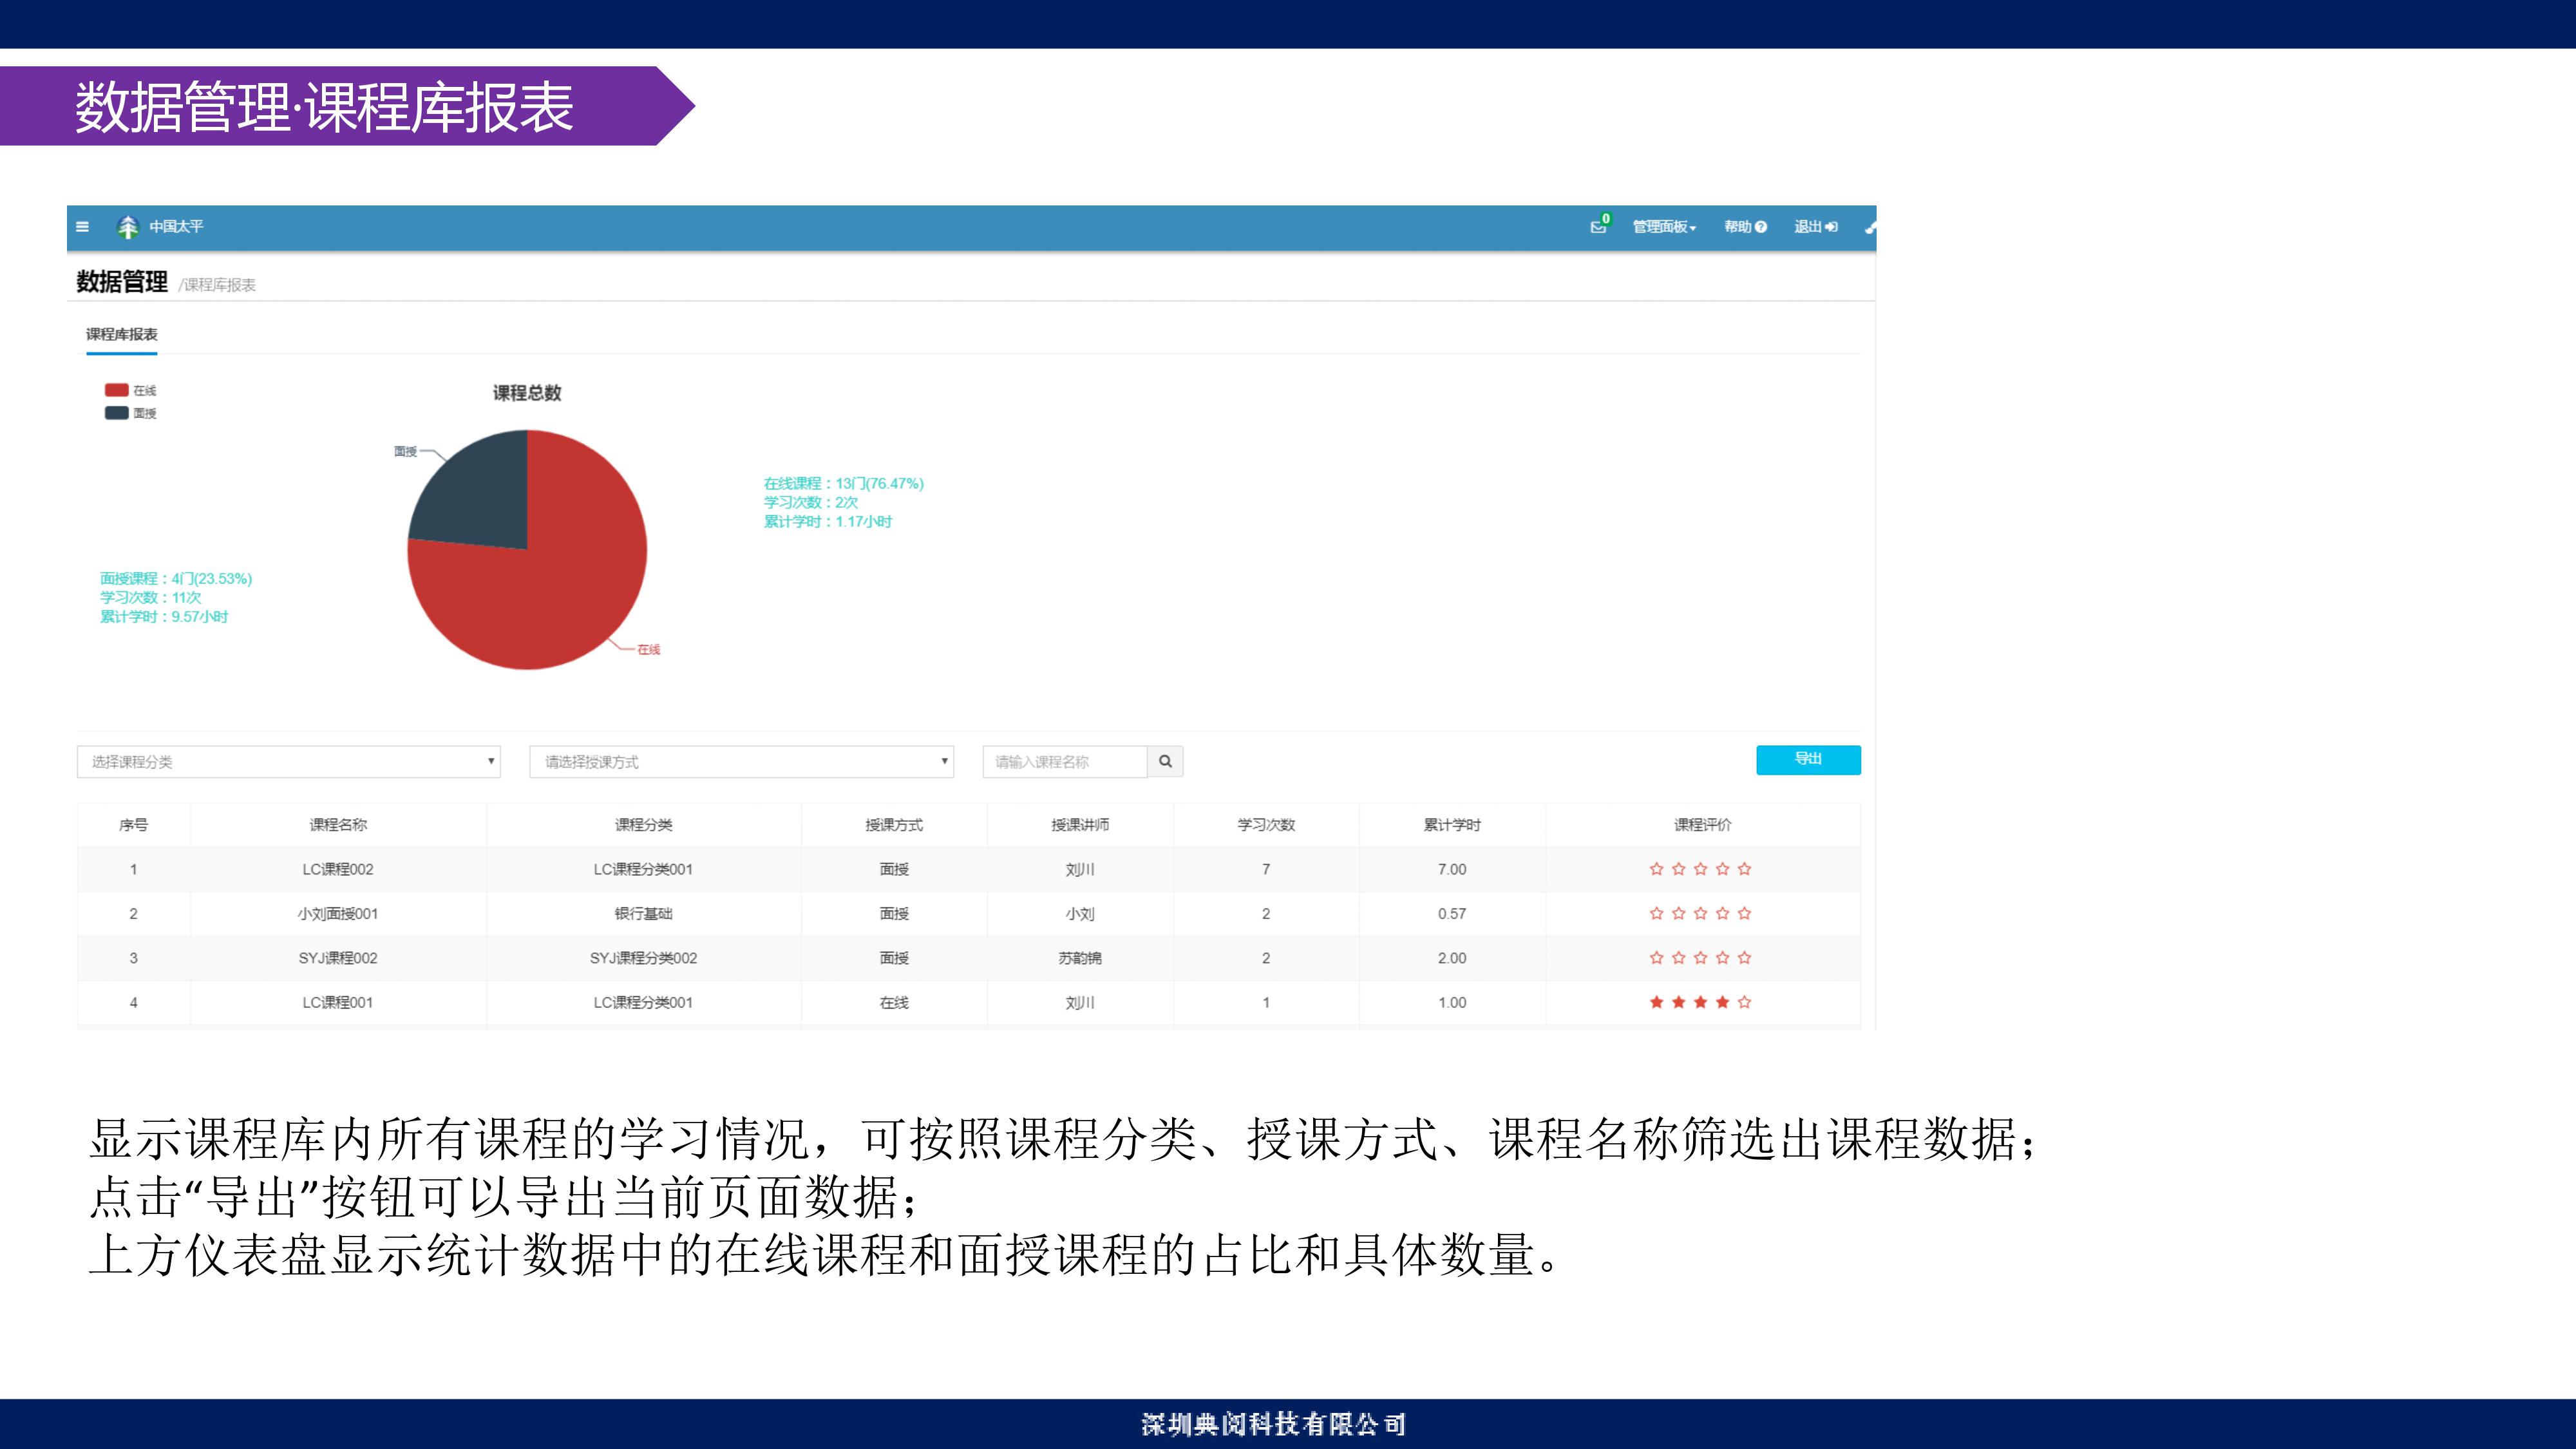 数据管理·课程库报表
中国太平
0
管理面板
帮助
退出
数据管理 /课程库报表
课程库报表
在线
面授
课程总数
面授
在线课程：13门(76.47%)
学习次数：2次
累计学时：1.17小时
面授课程：4门(23.53%)
学习次数：11次
累计学时：9.57小时
在线
选择课程分类 请选择授课方式 请输入课程名称 导出
序号 课程名称 课程分类 授课方式 授课讲师 学习次数 累计学时 课程评价
1 LC课程002 LC课程分类001 面授 刘川 7 7.00
2 小刘面授001 银行基础 面授 小刘 2 0.57
3 SYJ课程002 SYJ课程分类002 面授 苏韵锦 2 2.00
4 LC课程001 LC课程分类001 在线 刘川 1 1.00
显示课程库内所有课程的学习情况，可按照课程分类、授课方式、课程名称筛选出课程数据；
点击“导出”按钮可以导出当前页面数据；
上方仪表盘显示统计数据中的在线课程和面授课程的占比和具体数量。
深圳典阅科技有限公司